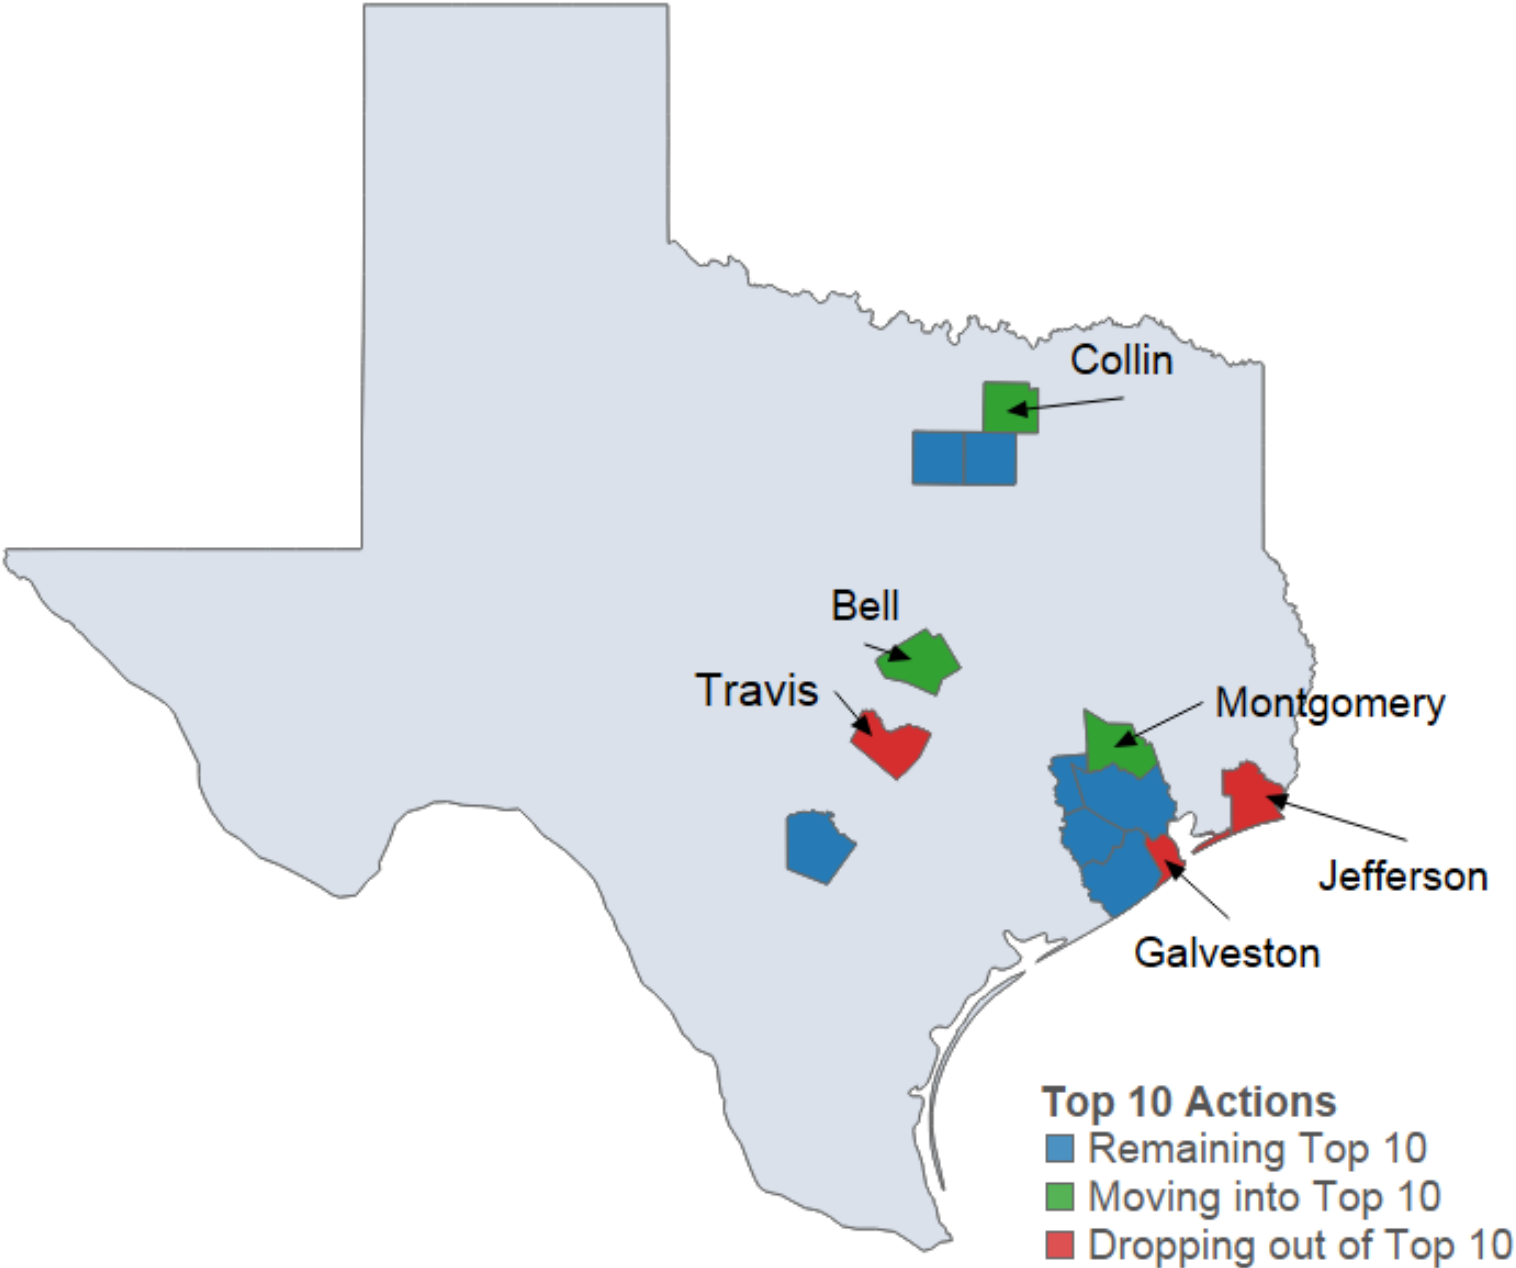 Collin
Bell
Travis
Montgomery
Jefferson
Galveston
Top 10 Actions
Remaining Top 10
Moving into Top 10
Dropping out of Top 10